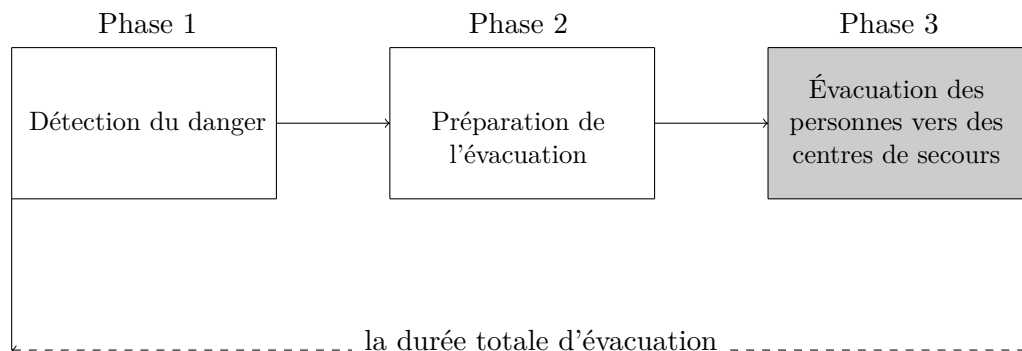 Phase 1
Phase 2
Phase 3
Détection du danger
Préparation de
l'évacuation
Évacuation des
personnes vers des
centres de secours
la durée totale d'évacuation